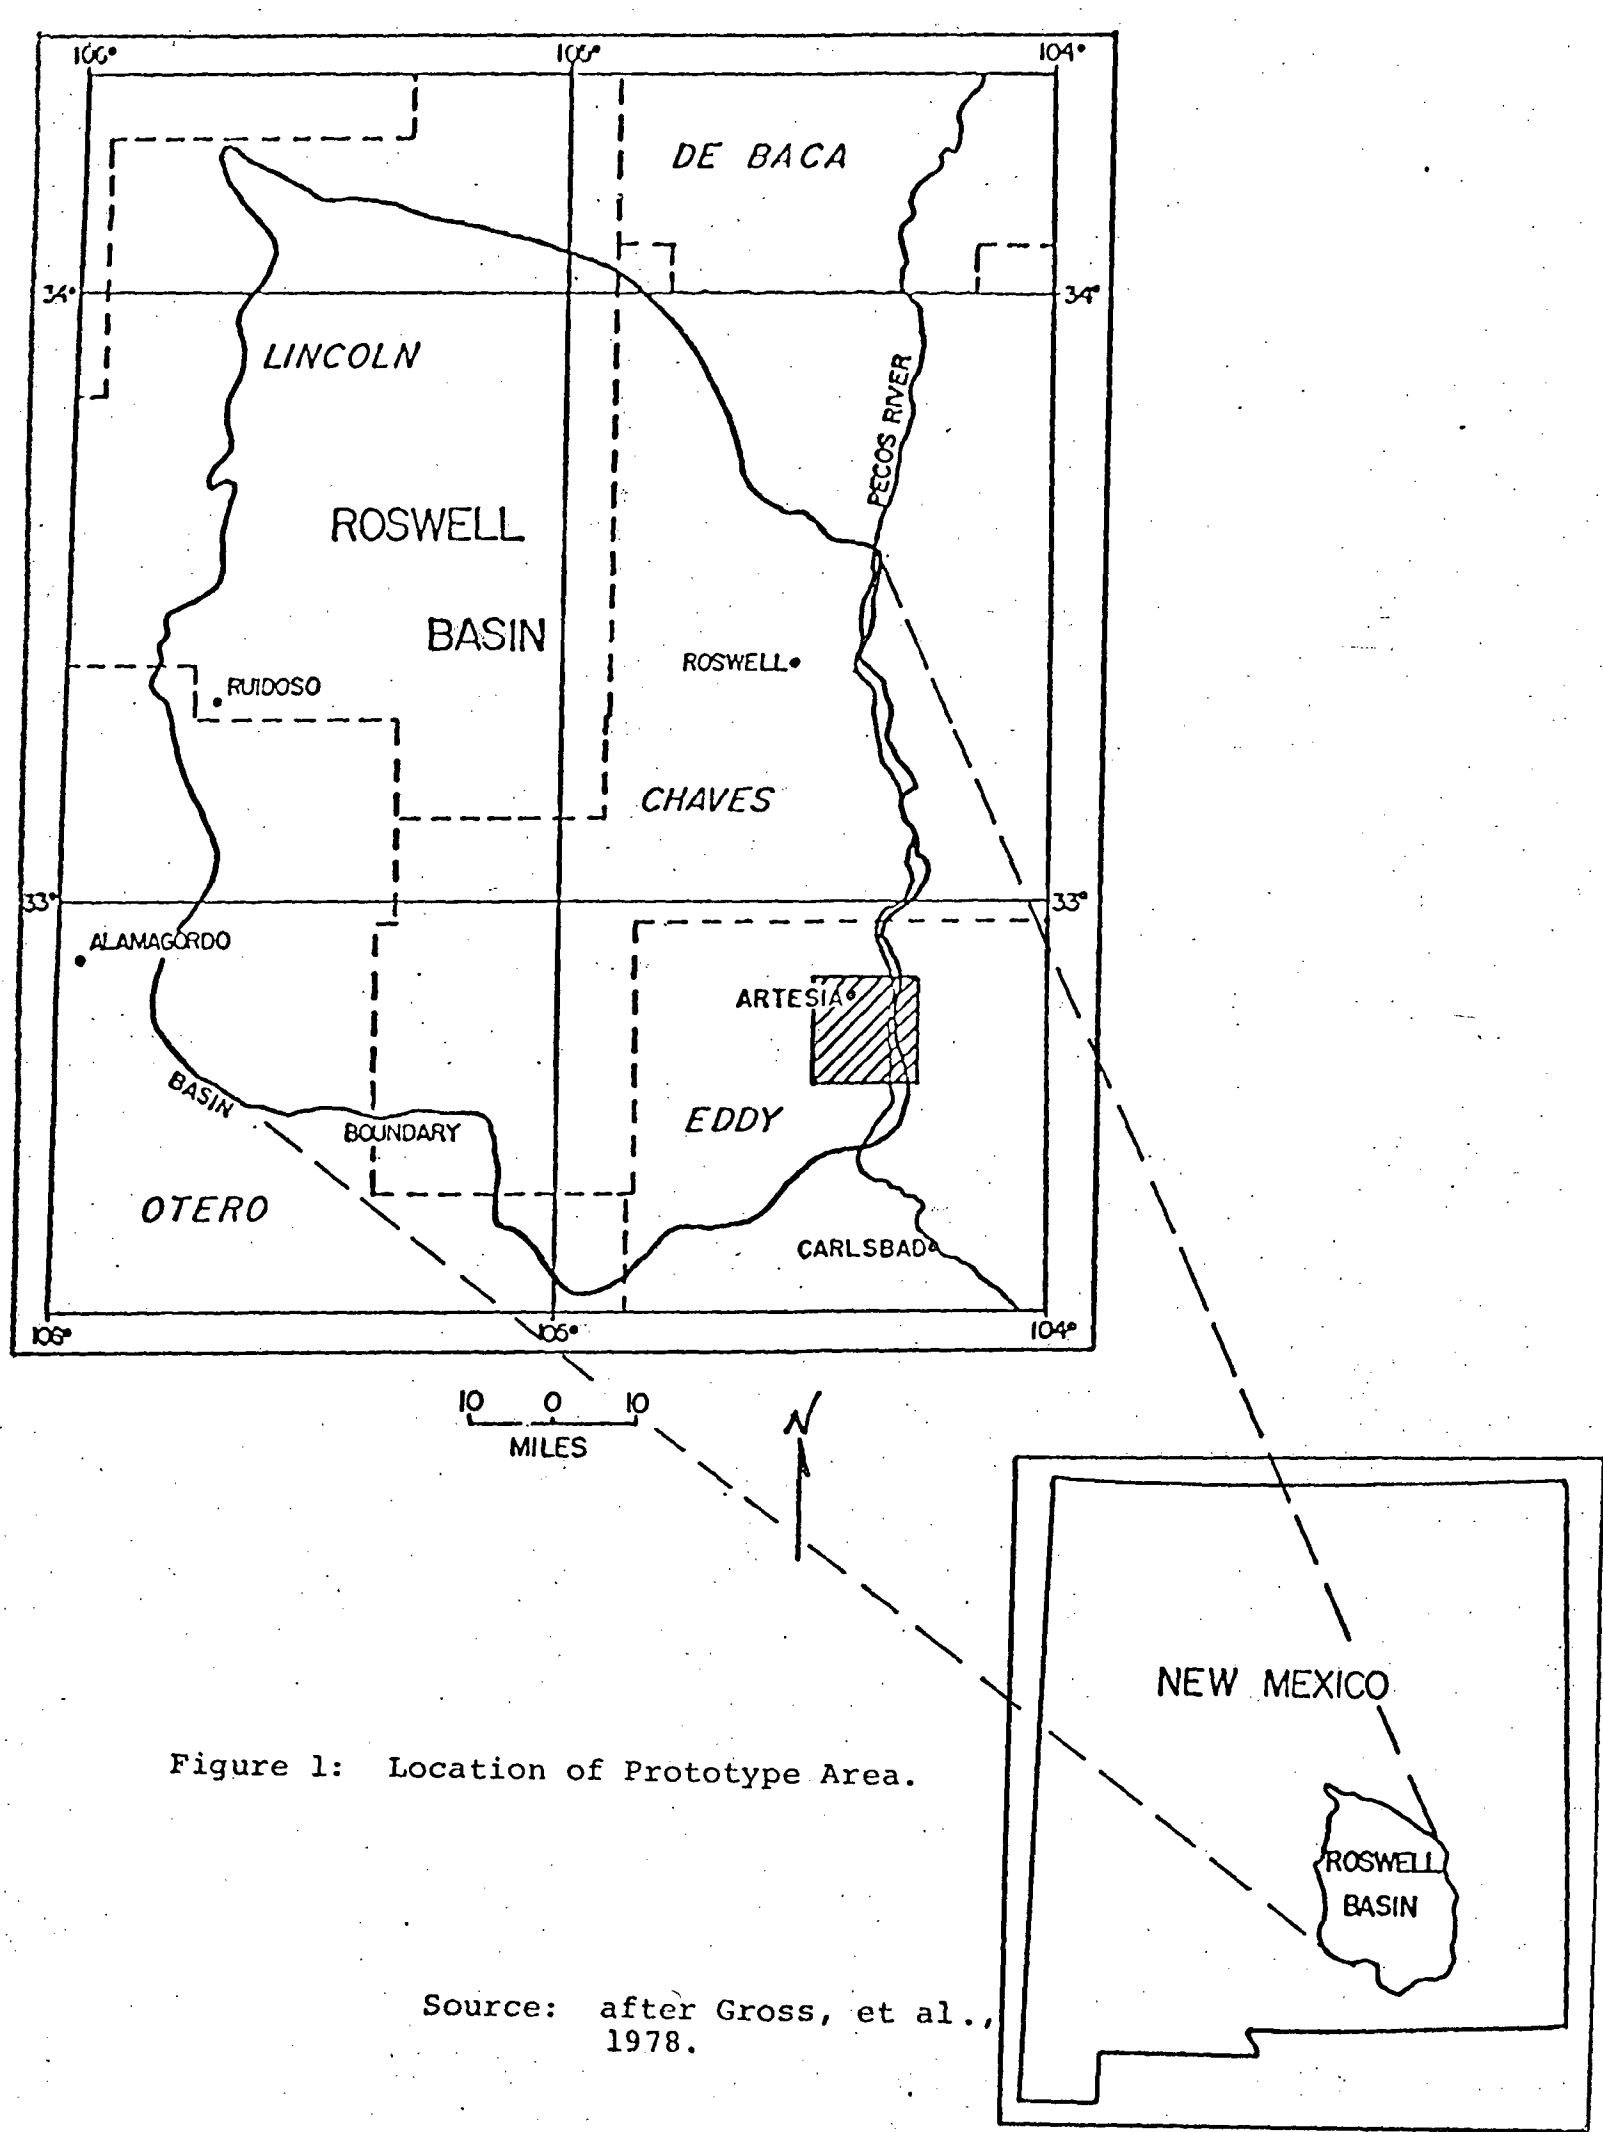 106° 105° 104°
DE BACA
34° 34°
LINCOLN
PECOS RIVER
ROSWELL
BASIN
ROSWELL
RUIDOSO
CHAVES
33° 33°
ALAMAGORDO
ARTESIA
BASIN
BOUNDARY
EDDY
OTERO
CARLSBAD
106° 105° 104°
10 0 10
MILES
N
NEW MEXICO
Figure 1: Location of Prototype Area.
ROSWELL
BASIN
Source: after Gross, et al.,
1978.